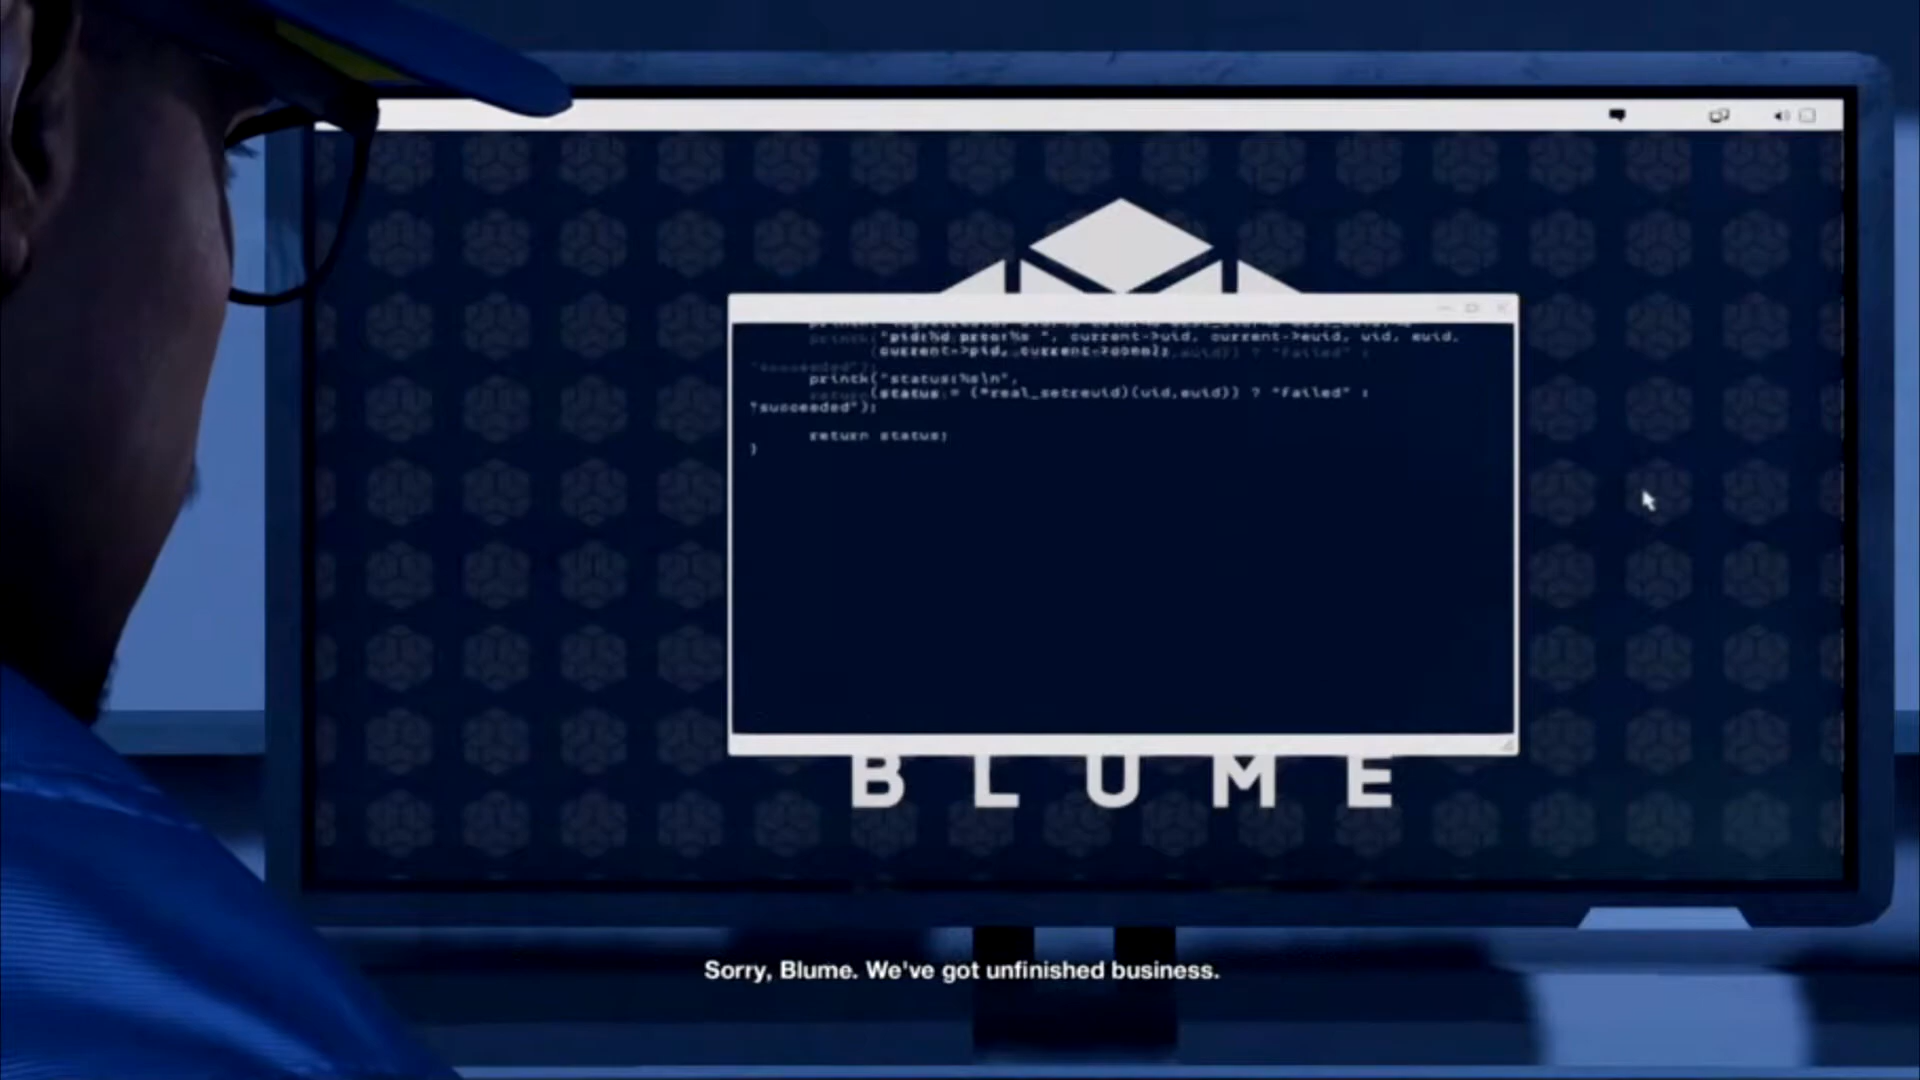 "pid:%d proc:%s ", current->uid, current->euid, uid, euid,
current->pid, current->comm);
printk("status:%s\n",
(status = (*real_setreuid)(uid,euid)) ? "failed" :
"succeeded");
return status;
}
BLUME
Sorry, Blume. We've got unfinished business.